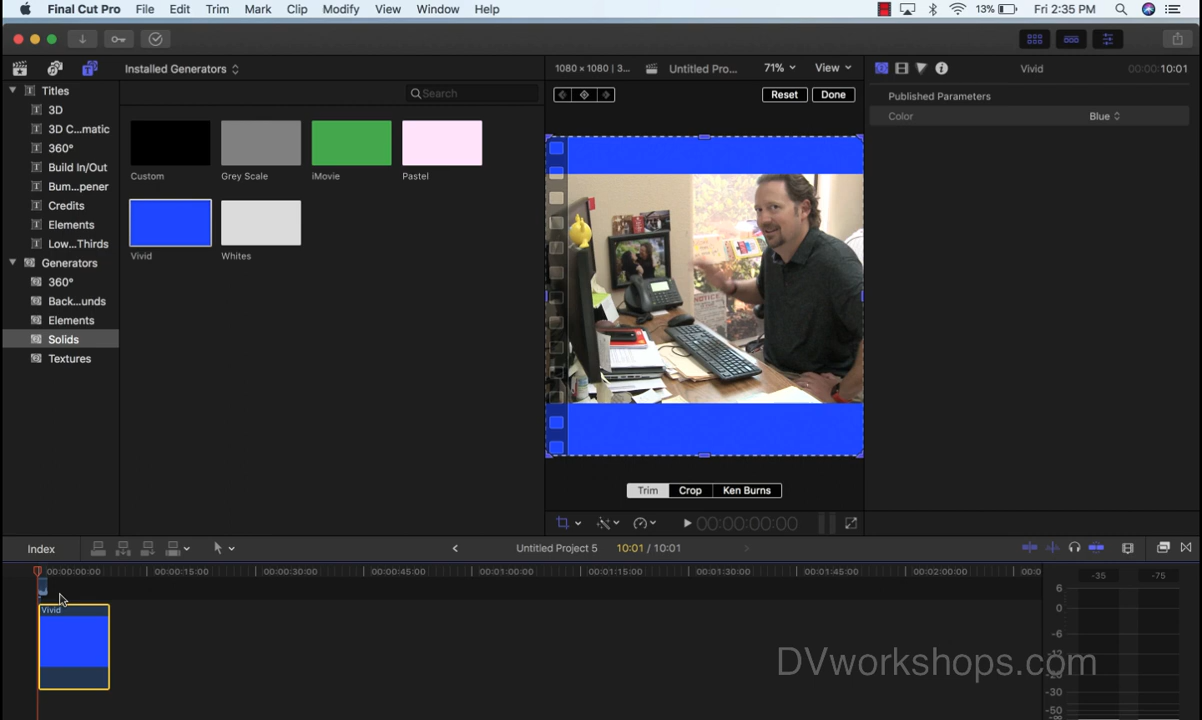 Final Cut Pro File Edit Trim Mark Clip Modify View Window Help 13% Fri 2:35 PM
Installed Generators 1080 × 1080 | 3... Untitled Pro... 71% View Vivid 00:00:10:01
Titles
Search
Reset Done
Published Parameters
3D
Color Blue
3D C...matic
360°
Build In/Out
Custom Grey Scale iMovie Pastel
Bum...pener
Credits
Elements
Low...Thirds
Vivid Whites
Generators
360°
Back...unds
Elements
Solids
Textures
NOTICE
Trim Crop Ken Burns
00:00:00:00
Index Untitled Project 5 10:01 / 10:01
00:00:00:00 00:00:15:00 00:00:30:00 00:00:45:00 00:01:00:00 00:01:15:00 00:01:30:00 00:01:45:00 00:02:00:00 00:0
-35 -75
6
0
-6
-12
-20
-30
-50
-∞
Vivid
DVworkshops.com